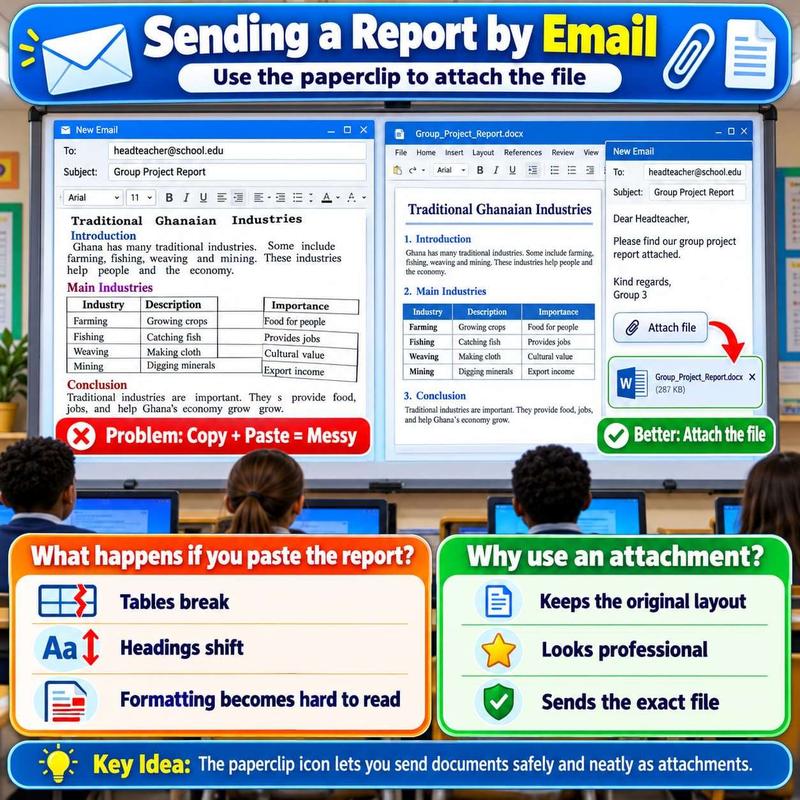 Sending a Report by Email
Use the paperclip to attach the file
New Email
To: headteacher@school.edu
Subject: Group Project Report
Arial 11 B I U A
Traditional Ghanaian Industries
Introduction
Ghana has many traditional industries. Some include
farming, fishing, weaving and mining. These industries
help people and the economy.
Main Industries
Industry Description Importance
Farming Growing crops Food for people
Fishing Catching fish Provides jobs
Weaving Making cloth Cultural value
Mining Digging minerals Export income
Conclusion
Traditional industries are important. They s provide food,
jobs, and help Ghana's economy grow grow.
Problem: Copy + Paste = Messy
Group_Project_Report.docx
File Home Insert Layout References Review View
Arial B I U
Traditional Ghanaian Industries
1. Introduction
Ghana has many traditional industries. Some include farming,
fishing, weaving and mining. These industries help people and
the economy.
2. Main Industries
Industry Description Importance
Farming Growing crops Food for people
Fishing Catching fish Provides jobs
Weaving Making cloth Cultural value
Mining Digging minerals Export income
3. Conclusion
Traditional industries are important. They provide food, jobs,
and help Ghana's economy grow.
New Email
To: headteacher@school.edu
Subject: Group Project Report
Dear Headteacher,
Please find our group project
report attached.
Kind regards,
Group 3
Attach file
W Group_Project_Report.docx
(287 KB)
Better: Attach the file
What happens if you paste the report?
Tables break
Aa Headings shift
Formatting becomes hard to read
Why use an attachment?
Keeps the original layout
Looks professional
Sends the exact file
Key Idea: The paperclip icon lets you send documents safely and neatly as attachments.